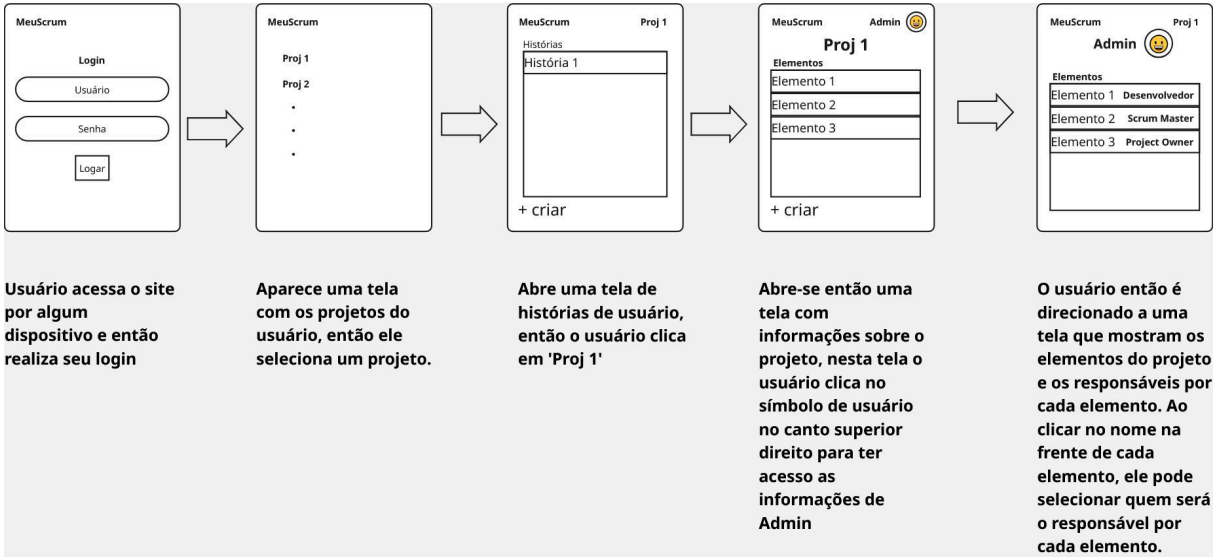 MeuScrum
Login
Usuário
Senha
Logar
MeuScrum
Proj 1
Proj 2
MeuScrum Proj 1
Histórias
História 1
+ criar
MeuScrum Admin
Proj 1
Elementos
Elemento 1
Elemento 2
Elemento 3
+ criar
MeuScrum Proj 1
Admin
Elementos
Elemento 1 Desenvolvedor
Elemento 2 Scrum Master
Elemento 3 Project Owner
Usuário acessa o site
por algum
dispositivo e então
realiza seu login
Aparece uma tela
com os projetos do
usuário, então ele
seleciona um projeto.
Abre uma tela de
histórias de usuário,
então o usuário clica
em 'Proj 1'
Abre-se então uma
tela com
informações sobre o
projeto, nesta tela o
usuário clica no
símbolo de usuário
no canto superior
direito para ter
acesso as
informações de
Admin
O usuário então é
direcionado a uma
tela que mostram os
elementos do projeto
e os responsáveis por
cada elemento. Ao
clicar no nome na
frente de cada
elemento, ele pode
selecionar quem será
o responsável por
cada elemento.